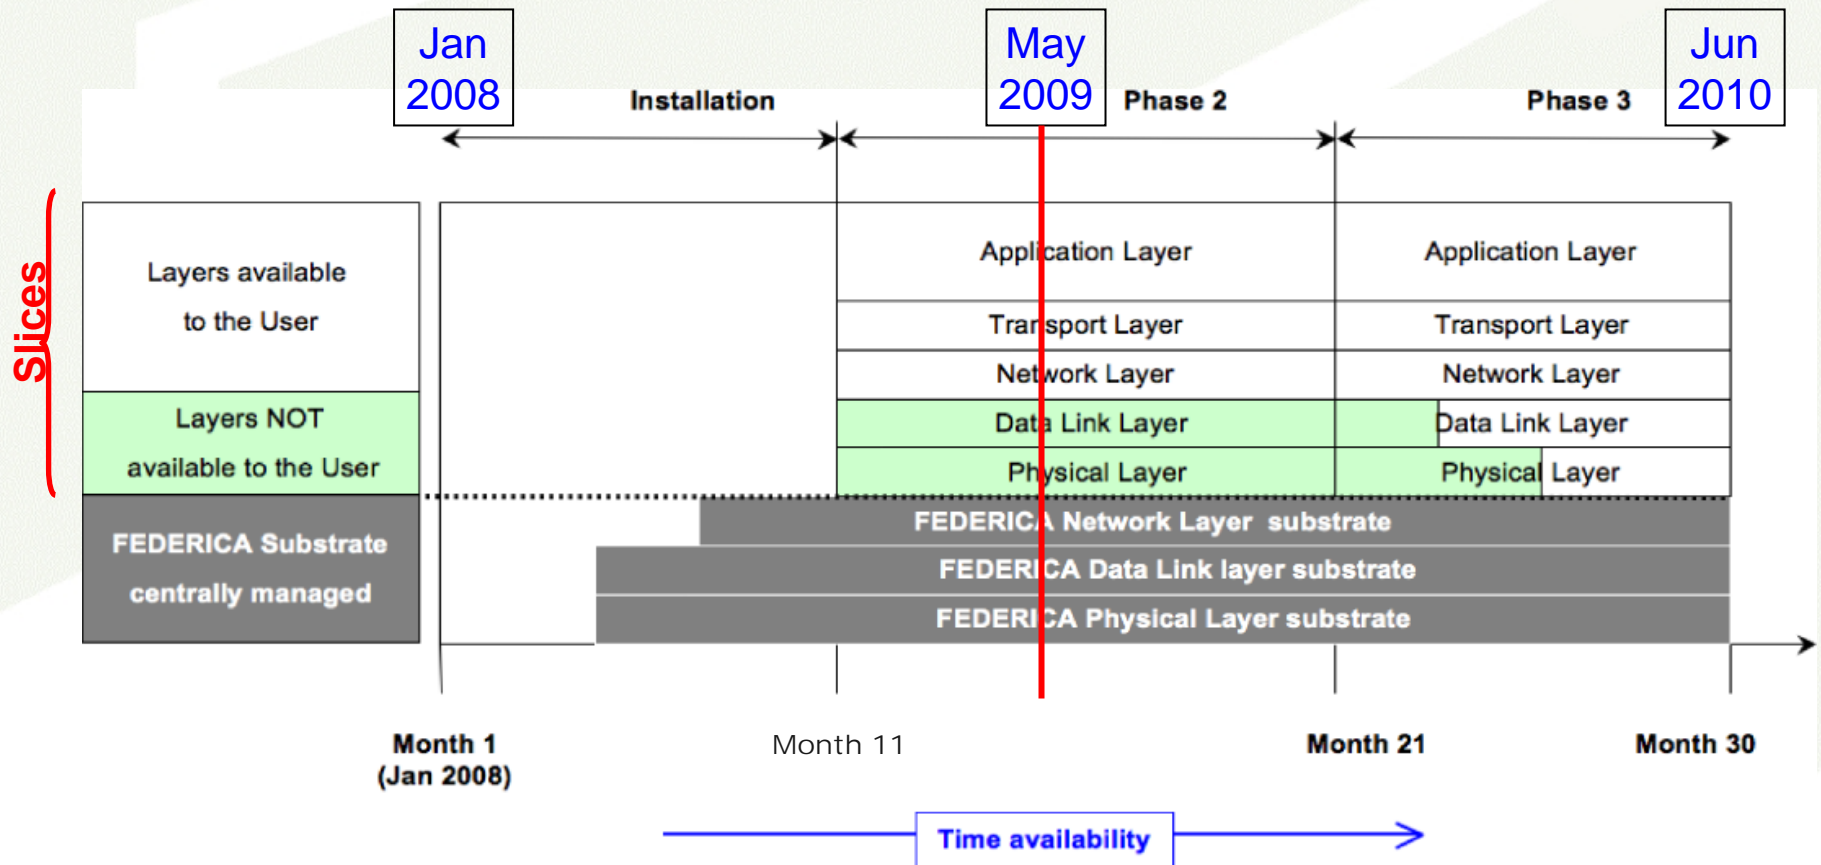 Jan
2008
May
2009
Jun
2010
Installation
Phase 2
Phase 3
Slices
Layers available
to the User
Layers NOT
available to the User
FEDERICA Substrate
centrally managed
Application Layer
Application Layer
Transport Layer
Transport Layer
Network Layer
Network Layer
Data Link Layer
Data Link Layer
Physical Layer
Physical Layer
FEDERICA Network Layer substrate
FEDERICA Data Link layer substrate
FEDERICA Physical Layer substrate
Month 1
(Jan 2008)
Month 11
Month 21
Month 30
Time availability